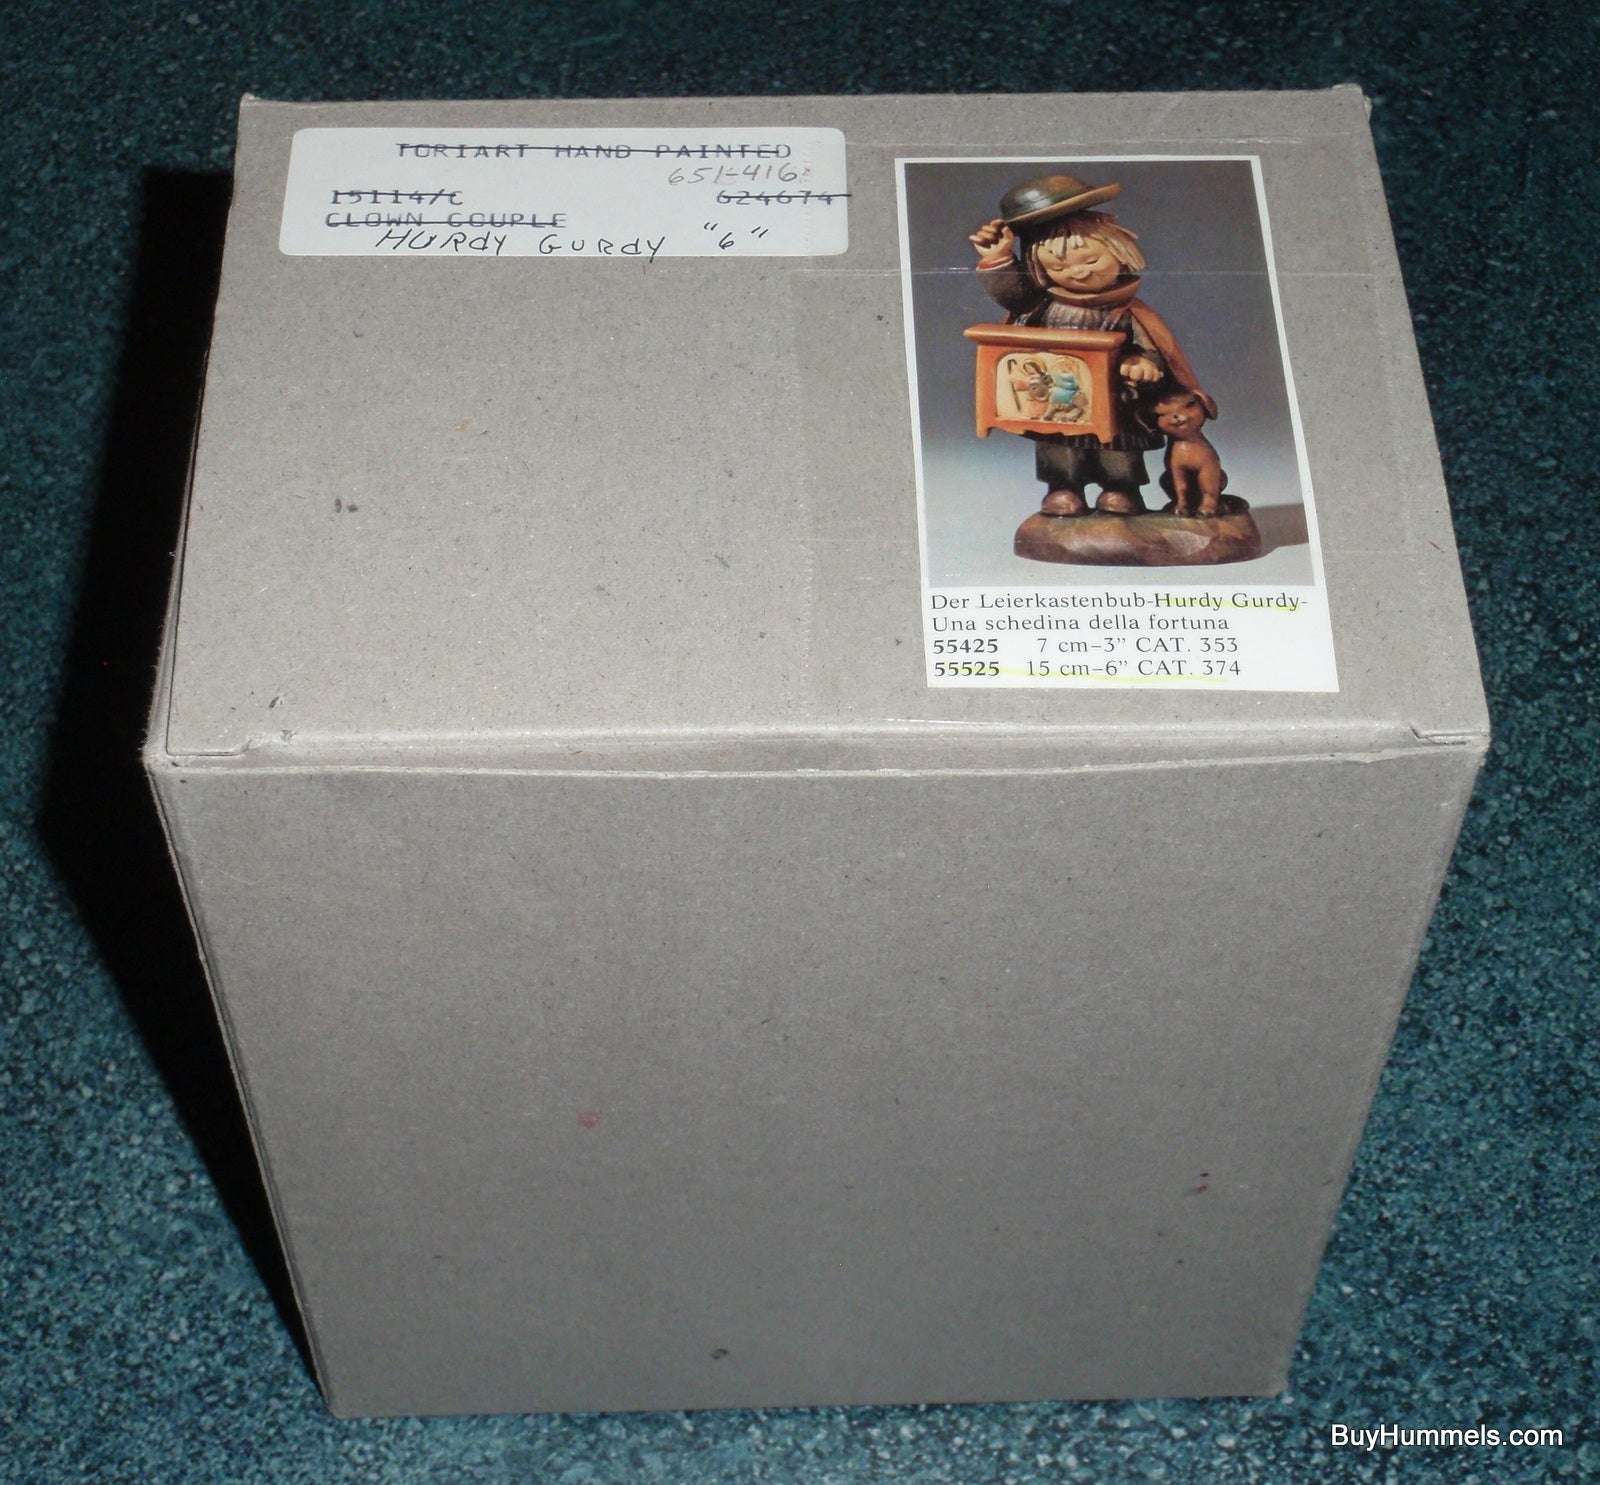 TORIART HAND PAINTED
651-416
15114/C 624674
CLOWN COUPLE
HURdy GURdy "6"
Der Leierkastenbub-Hurdy Gurdy-
Una schedina della fortuna
55425 7 cm–3” CAT. 353
55525 15 cm–6” CAT. 374
BuyHummels.com